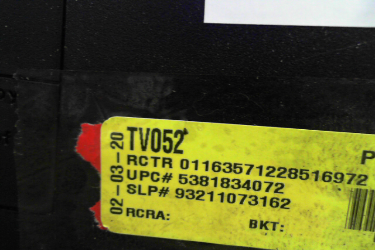 02-03-20
TV052
P
RCTR 01163571228516972
UPC# 5381834072
SLP# 93211073162
RCRA:
BKT: